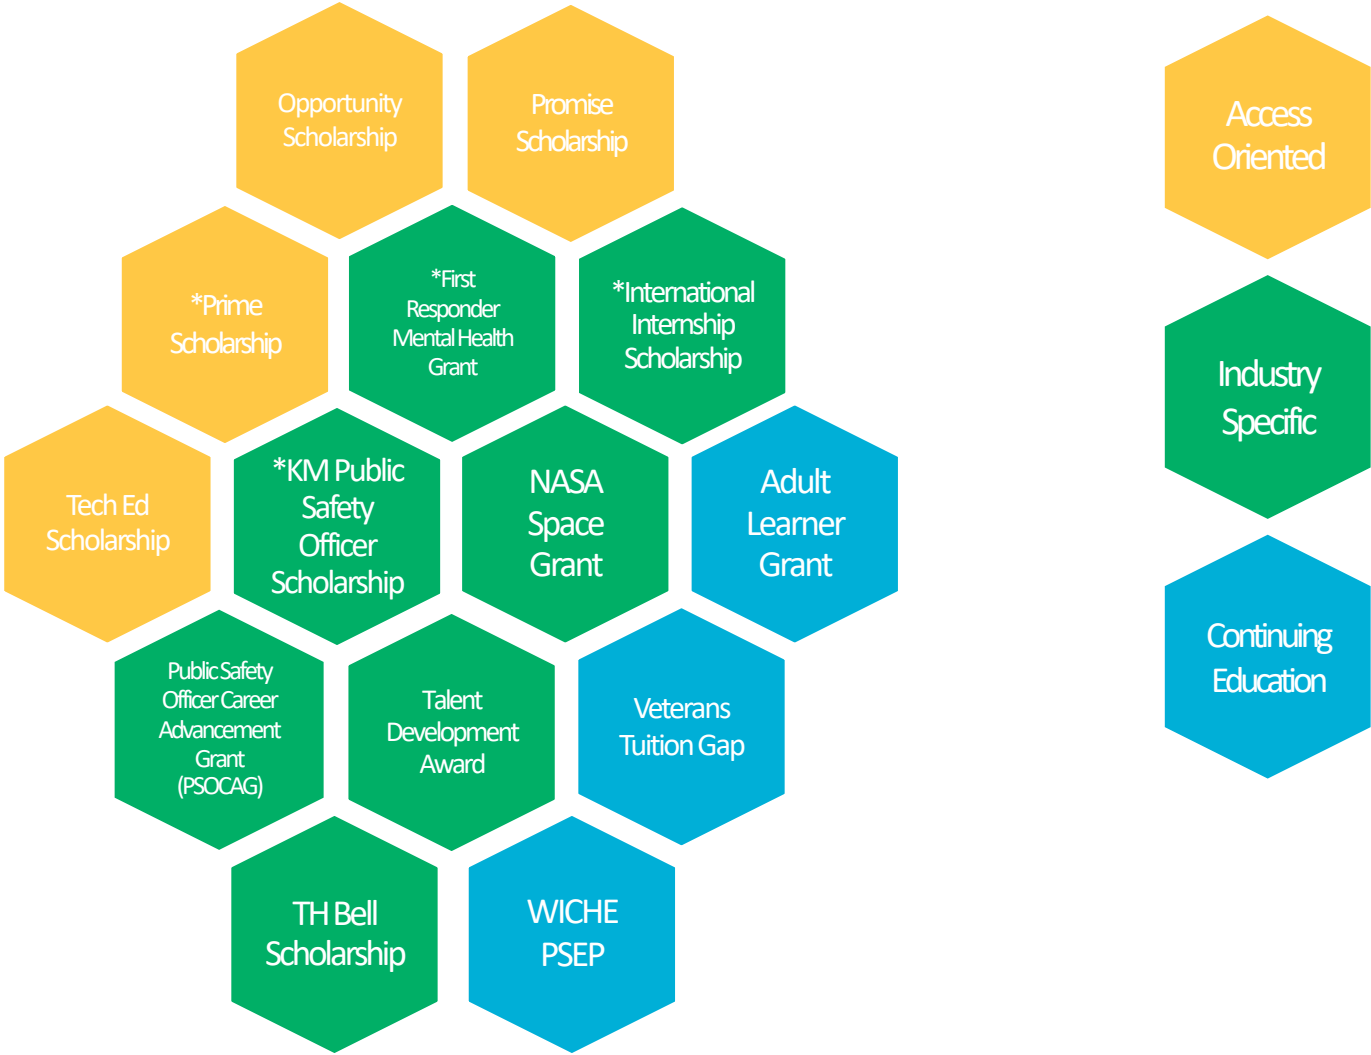 Opportunity
Scholarship
Promise
Scholarship
*Prime
Scholarship
*First
Responder
Mental Health
Grant
*International
Internship
Scholarship
Tech Ed
Scholarship
*KM Public
Safety
Officer
Scholarship
NASA
Space
Grant
Adult
Learner
Grant
Public Safety
Officer Career
Advancement
Grant
(PSOCAG)
Talent
Development
Award
Veterans
Tuition Gap
TH Bell
Scholarship
WICHE
PSEP
Access
Oriented
Industry
Specific
Continuing
Education